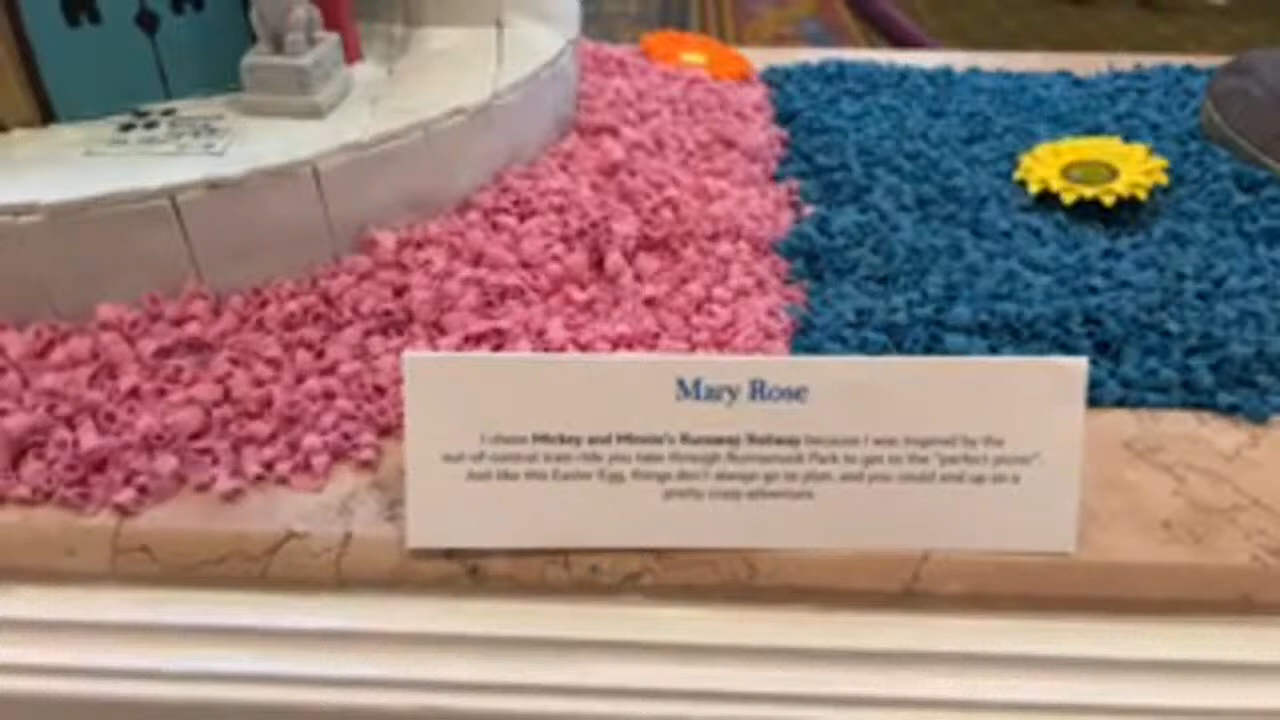 Mary Rose
I chose Mickey and Minnie's Runaway Railway because I was inspired by the
out-of-control train ride you take through Runnamuck Park to get to the "perfect picnic".
Just like this Easter Egg, things don't always go to plan, and you could end up on a
pretty crazy adventure.